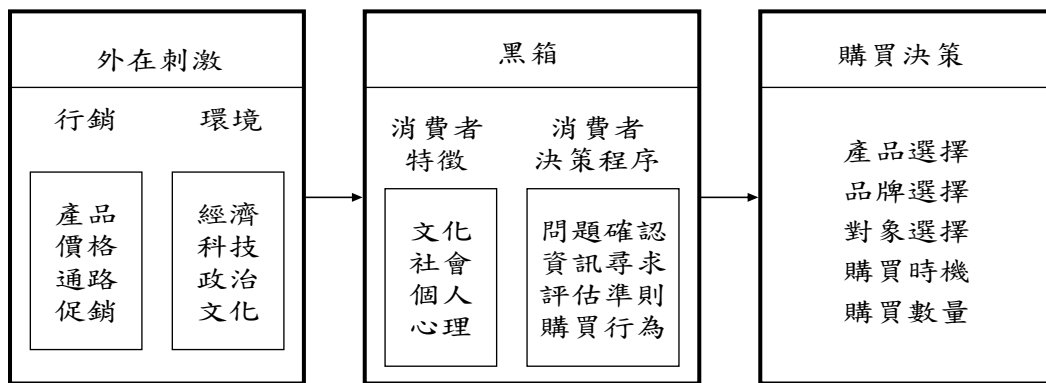 外在刺激
行銷
環境
產品
價格
通路
促銷
經濟
科技
政治
文化
黑箱
消費者
特徵
消費者
決策程序
文化
社會
個人
心理
問題確認
資訊尋求
評估準則
購買行為
購買決策
產品選擇
品牌選擇
對象選擇
購買時機
購買數量